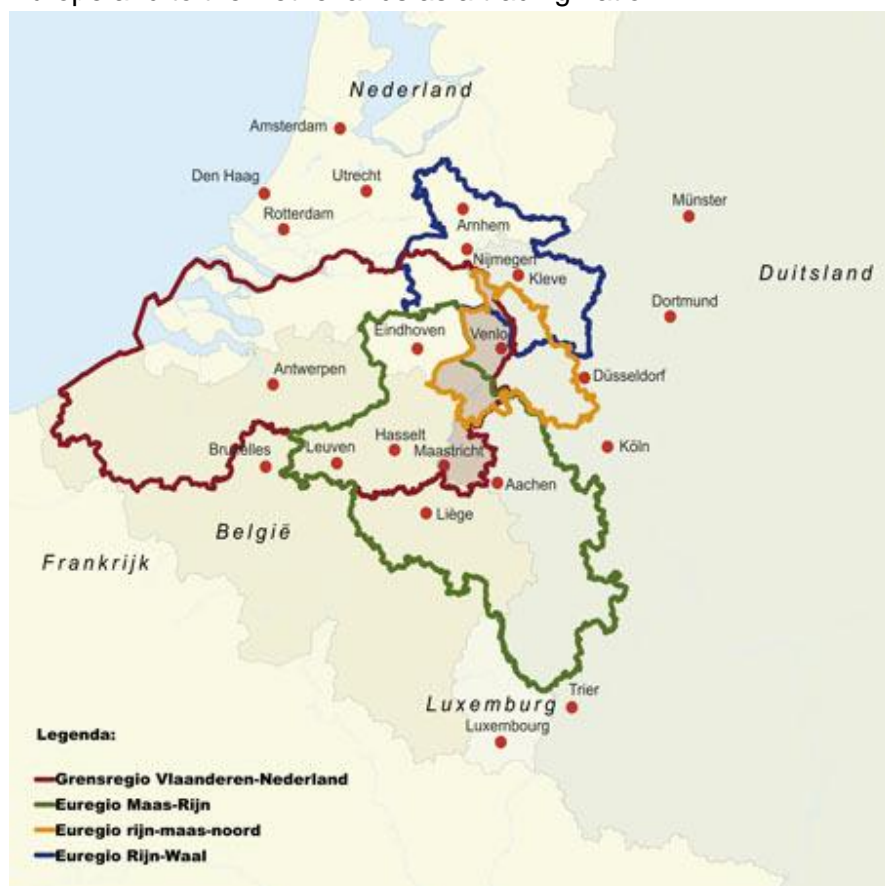 Nederland
Amsterdam
Den Haag
Utrecht
Rotterdam
Arnhem
Münster
Nijmegen
Kleve
Duitsland
Dortmund
Eindhoven
Venlo
Antwerpen
Düsseldorf
Hasselt
Brusselles
Leuven
Maastricht
Köln
Aachen
Liège
België
Frankrijk
Trier
Luxemburg
Luxembourg
Legenda:
Grensregio Vlaanderen-Nederland
Euregio Maas-Rijn
Euregio rijn-maas-noord
Euregio Rijn-Waal